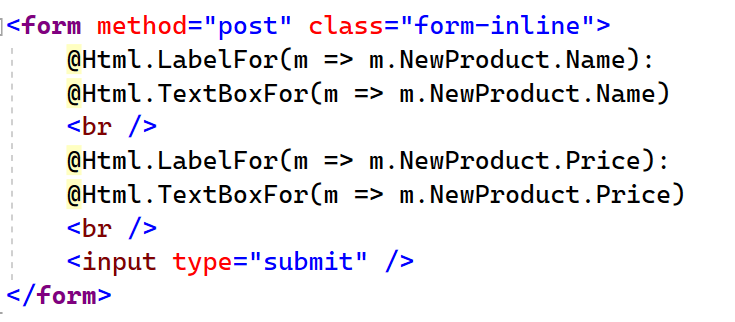 <form method="post" class="form-inline">
@Html.LabelFor(m => m.NewProduct.Name):
@Html.TextBoxFor(m => m.NewProduct.Name)
<br />
@Html.LabelFor(m => m.NewProduct.Price):
@Html.TextBoxFor(m => m.NewProduct.Price)
<br />
<input type="submit" />
</form>